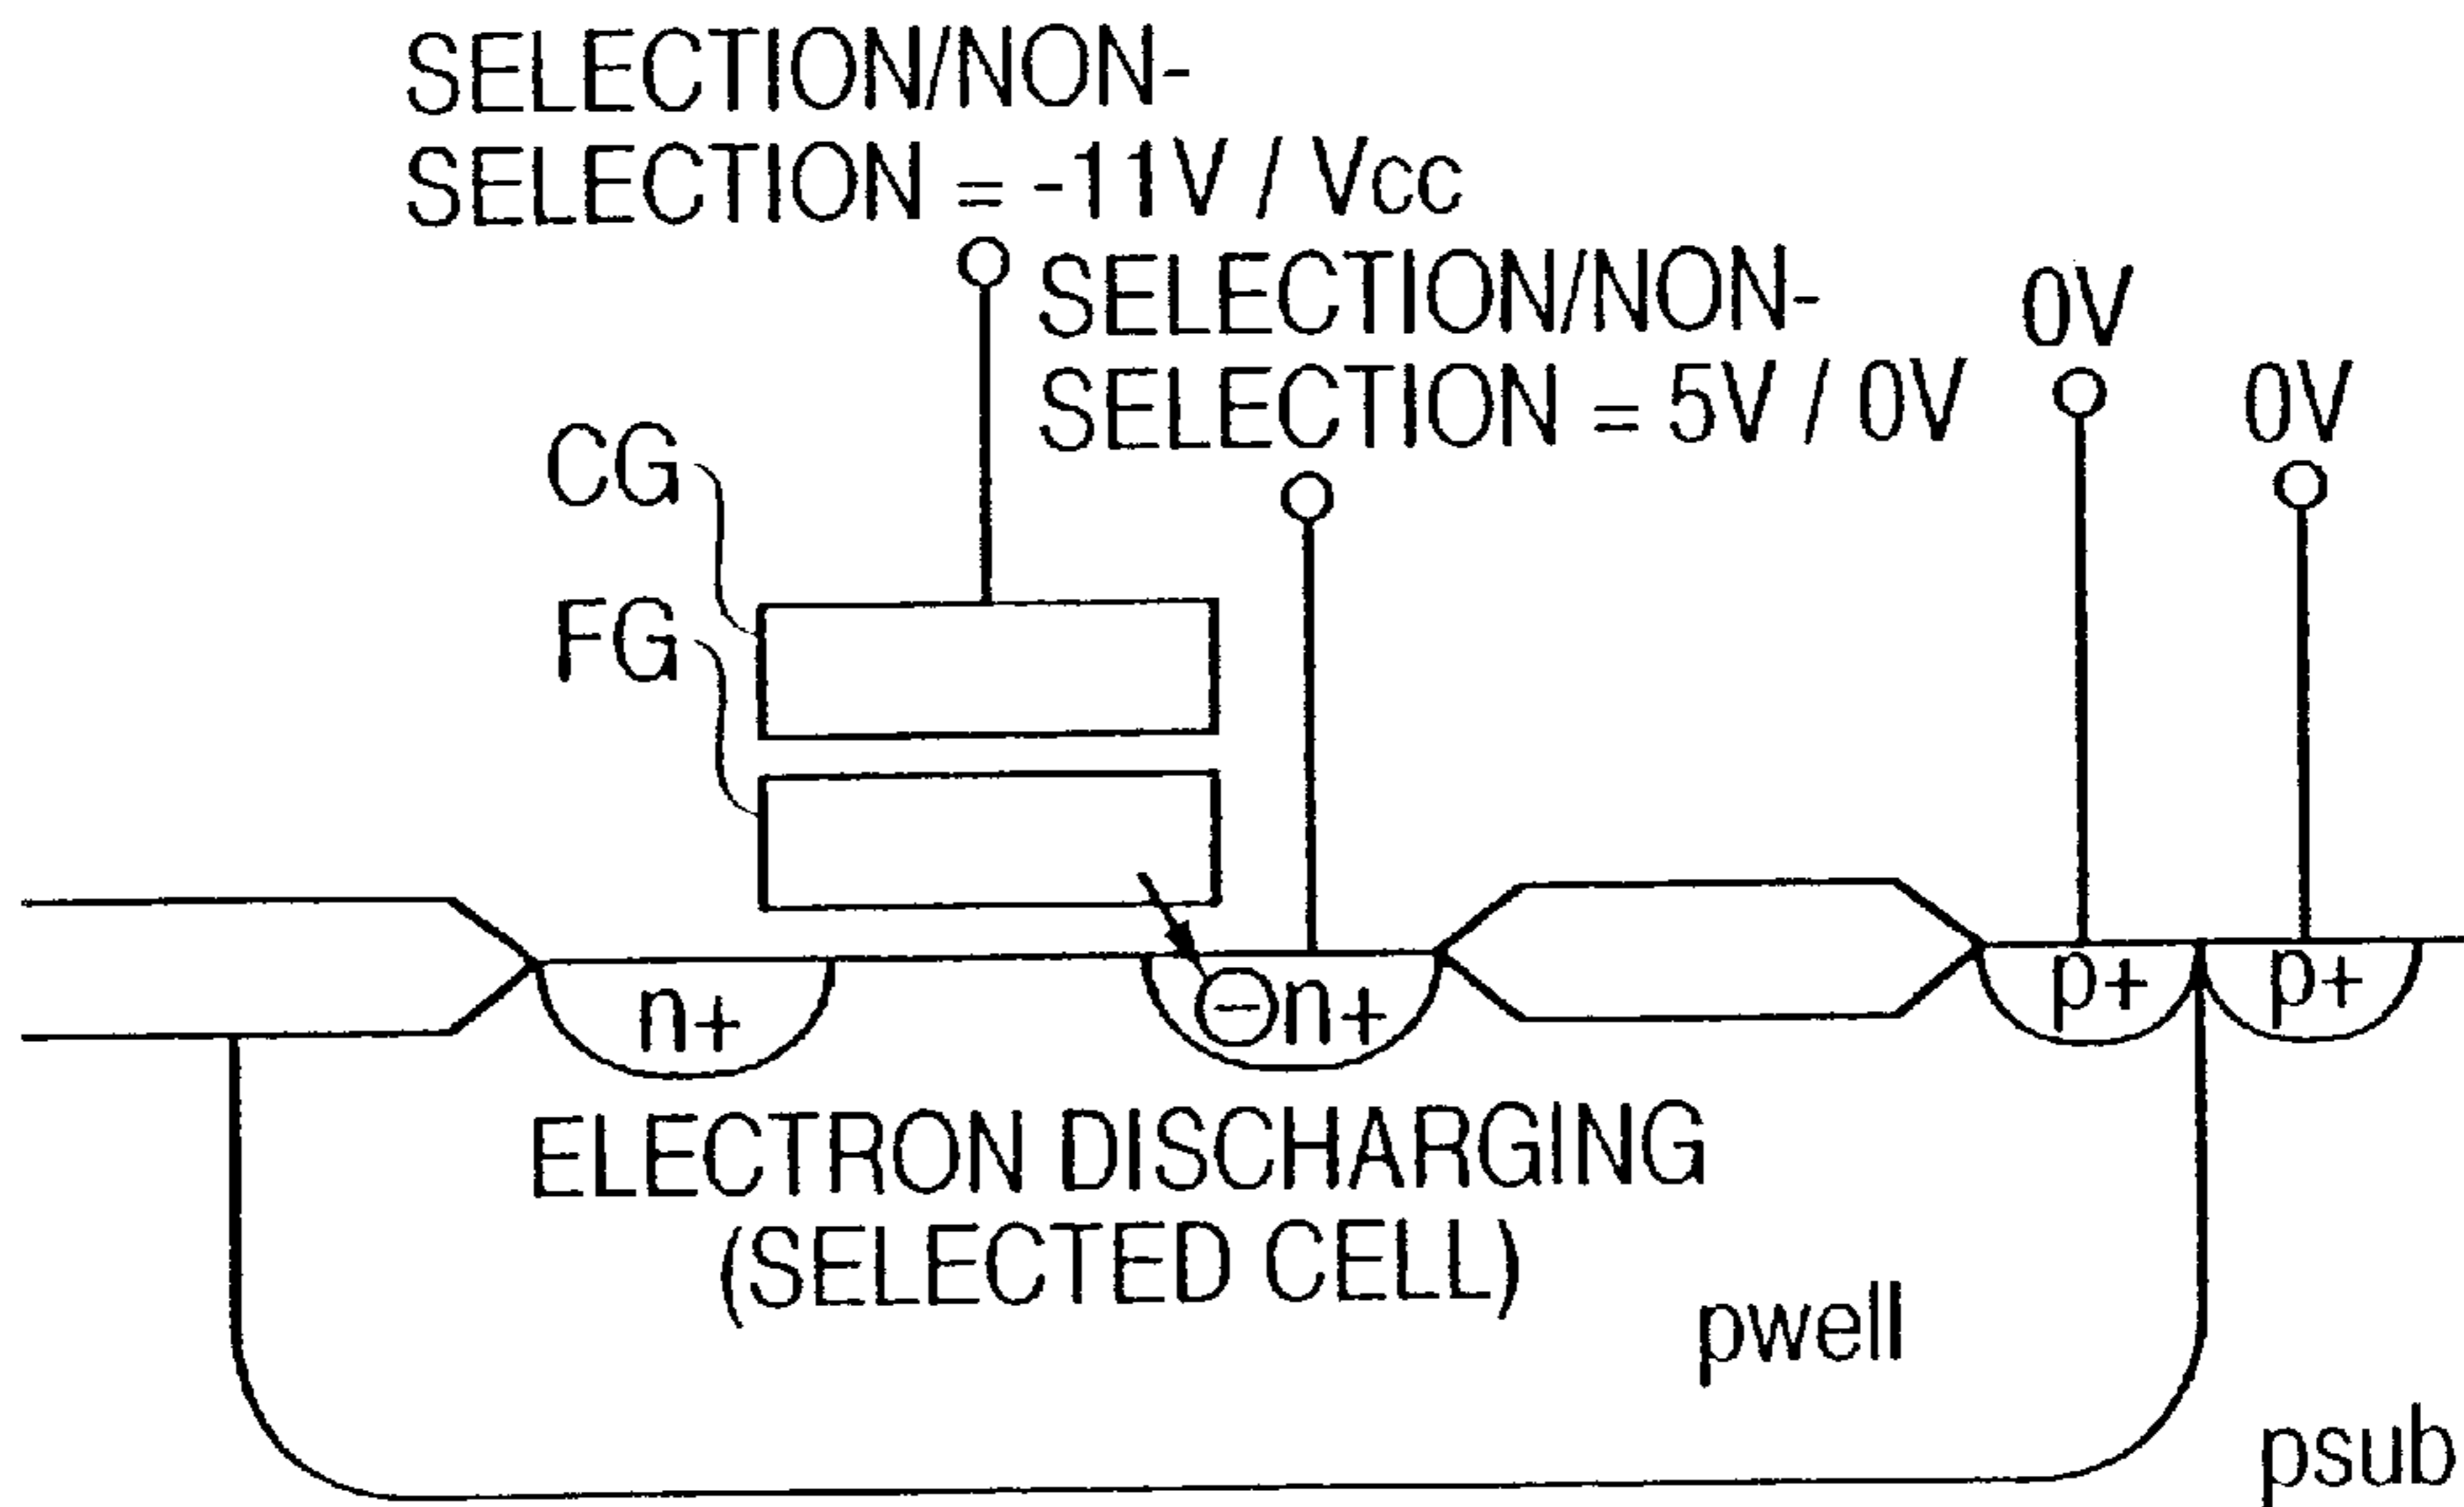 SELECTION/NON-
SELECTION = -11V / Vcc
SELECTION/NON-
SELECTION = 5V / 0V
0V
0V
CG
FG
n+
⊖n+
p+
p+
ELECTRON DISCHARGING
(SELECTED CELL)
pwell
psub